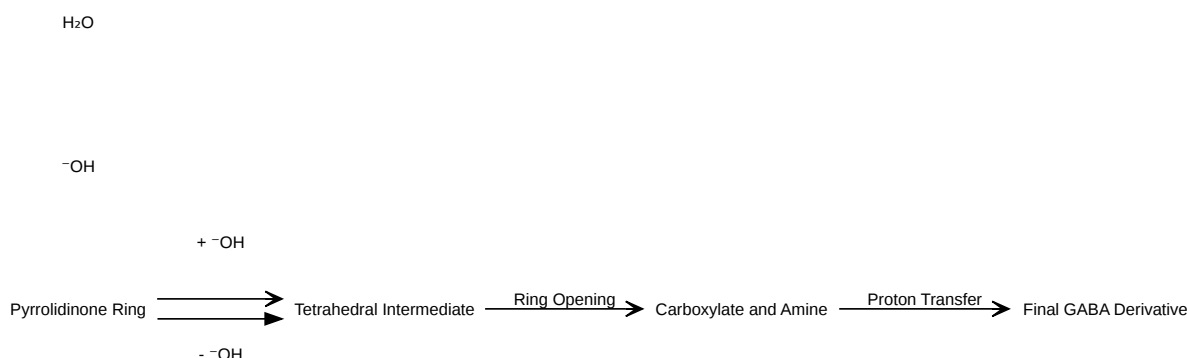 H₂O
⁻OH
+ ⁻OH
Pyrrolidinone Ring
Tetrahedral Intermediate
Ring Opening
Carboxylate and Amine
Proton Transfer
Final GABA Derivative
- ⁻OH